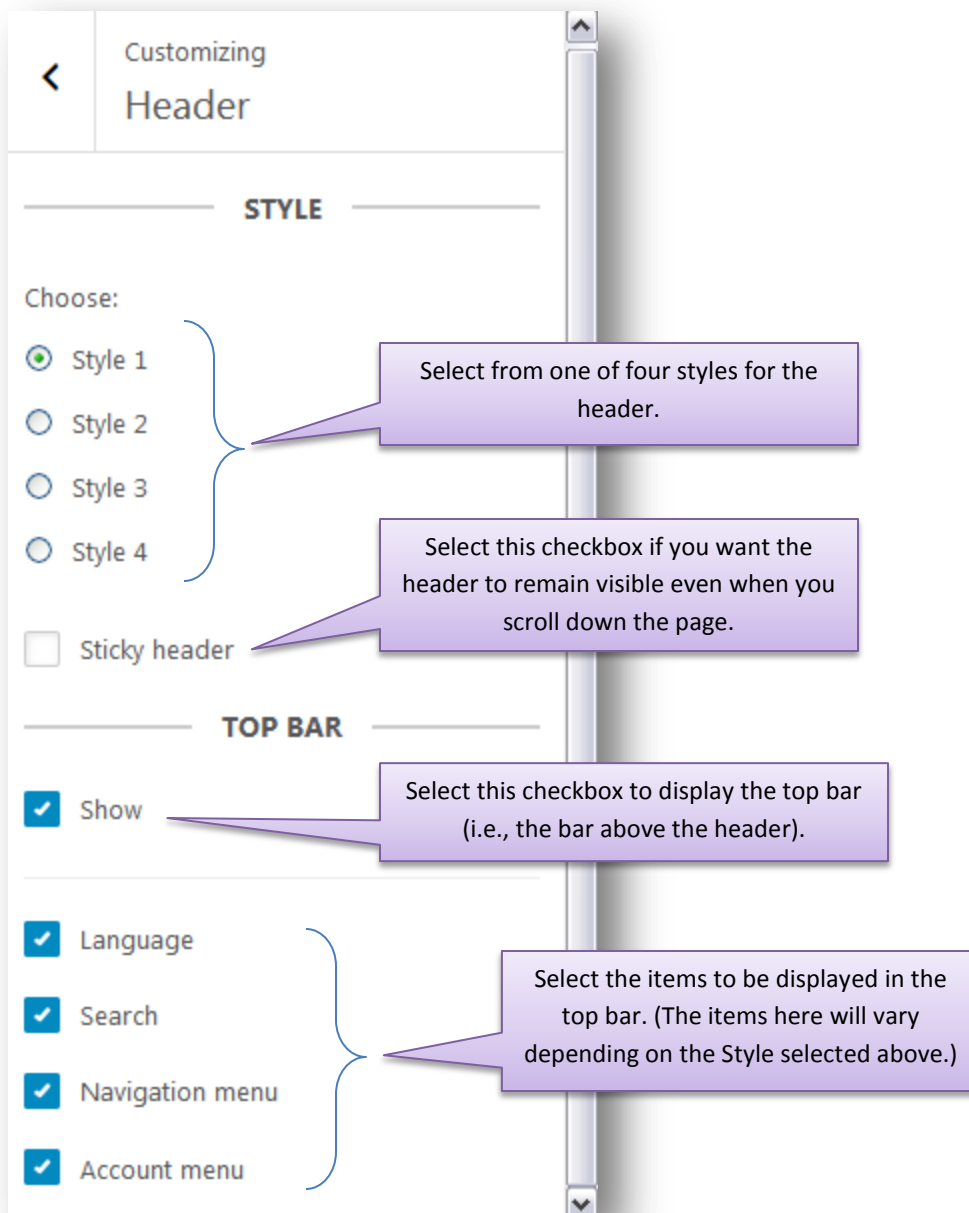 Customizing
Header
STYLE
Choose:
Style 1
Select from one of four styles for the
header.
Style 2
Style 3
Style 4
Select this checkbox if you want the
header to remain visible even when you
scroll down the page.
Sticky header
TOP BAR
Show
Select this checkbox to display the top bar
(i.e., the bar above the header).
Language
Search
Navigation menu
Account menu
Select the items to be displayed in the
top bar. (The items here will vary
depending on the Style selected above.)